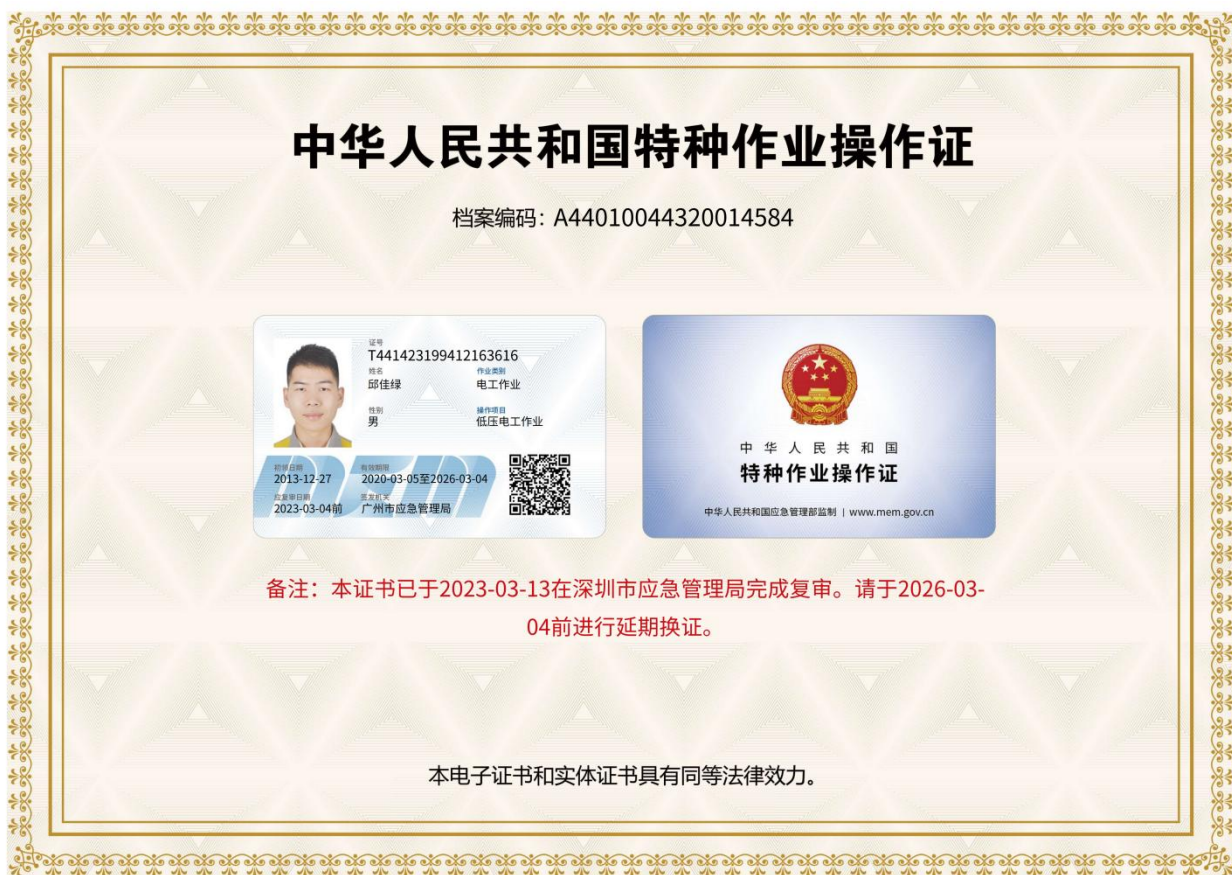 中华人民共和国特种作业操作证
档案编码：A44010044320014584
证号
T441423199412163616
姓名
邱佳绿
作业类别
电工作业
性别
男
操作项目
低压电工作业
初领日期
2013-12-27
有效期限
2020-03-05至2026-03-04
应复审日期
2023-03-04前
签发机关
广州市应急管理局
mem
中华人民共和国
特种作业操作证
中华人民共和国应急管理部监制 | www.mem.gov.cn
备注：本证书已于2023-03-13在深圳市应急管理局完成复审。请于2026-03-
04前进行延期换证。
本电子证书和实体证书具有同等法律效力。